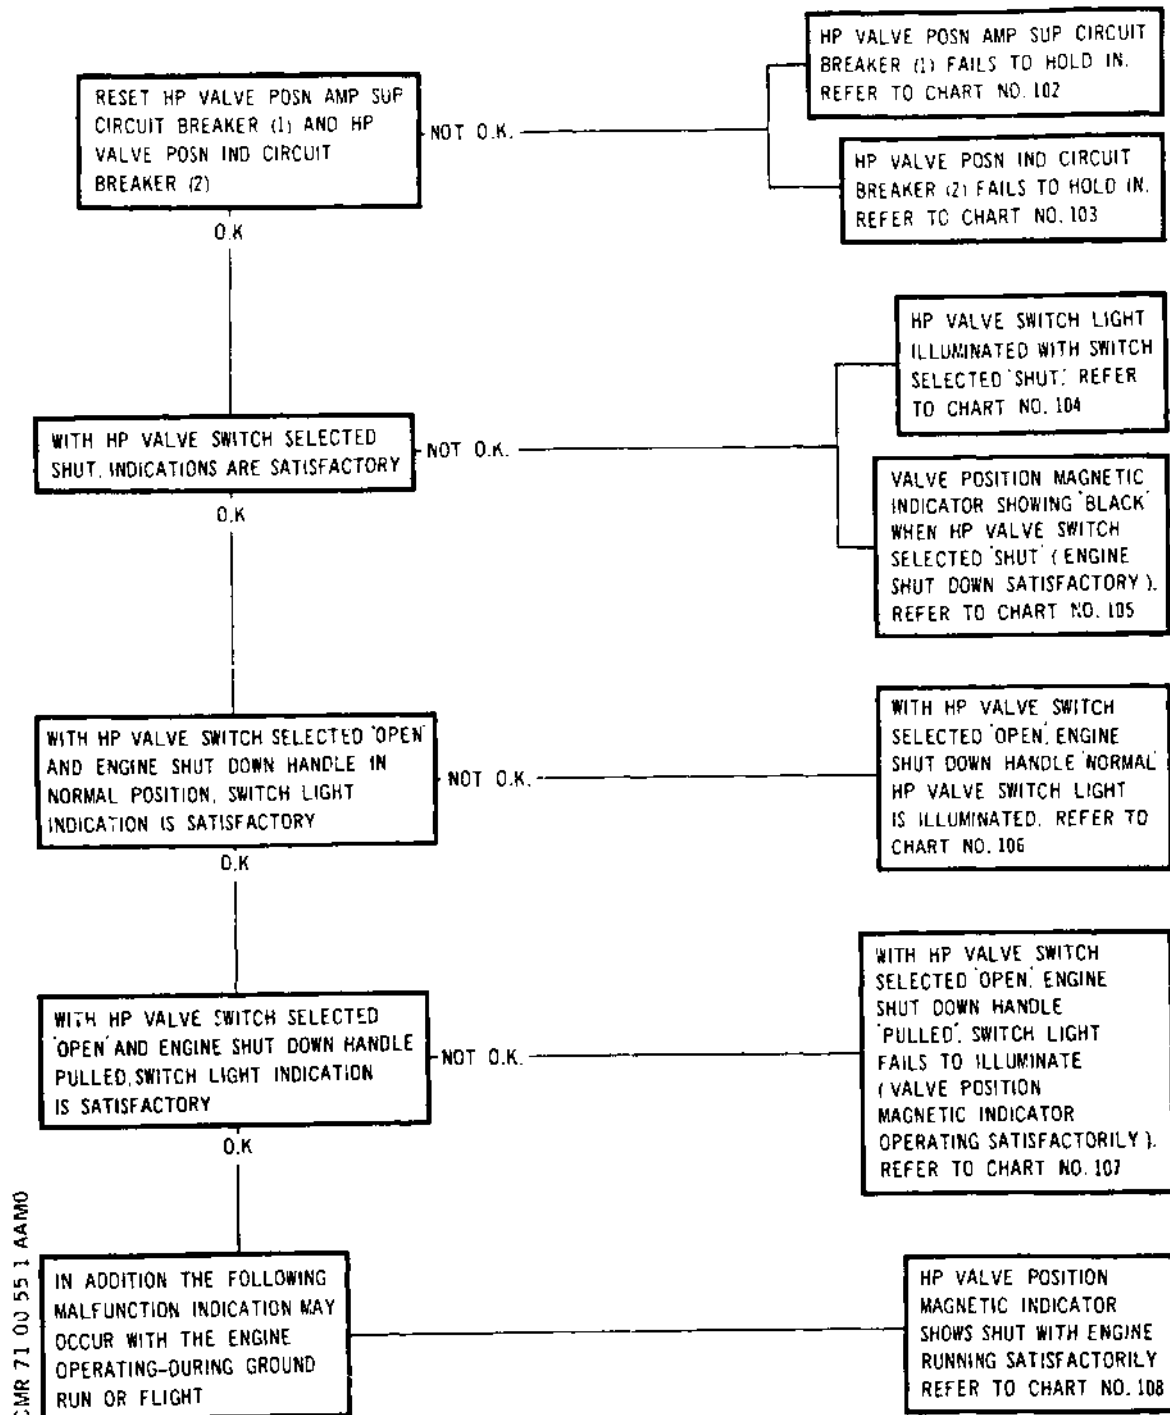 HP VALVE POSN AMP SUP CIRCUIT
BREAKER (1) FAILS TO HOLD IN.
REFER TO CHART NO. 102
RESET HP VALVE POSN AMP SUP
CIRCUIT BREAKER (1) AND HP
VALVE POSN IND CIRCUIT
BREAKER (2)
NOT O.K.
HP VALVE POSN IND CIRCUIT
BREAKER (2) FAILS TO HOLD IN.
REFER TO CHART NO. 103
O.K
HP VALVE SWITCH LIGHT
ILLUMINATED WITH SWITCH
SELECTED 'SHUT'. REFER
TO CHART NO. 104
WITH HP VALVE SWITCH SELECTED
SHUT, INDICATIONS ARE SATISFACTORY
NOT O.K.
VALVE POSITION MAGNETIC
INDICATOR SHOWING 'BLACK'
WHEN HP VALVE SWITCH
SELECTED 'SHUT' (ENGINE
SHUT DOWN SATISFACTORY).
REFER TO CHART NO. 105
O.K
WITH HP VALVE SWITCH SELECTED 'OPEN'
AND ENGINE SHUT DOWN HANDLE IN
NORMAL POSITION, SWITCH LIGHT
INDICATION IS SATISFACTORY
NOT O.K.
WITH HP VALVE SWITCH
SELECTED 'OPEN', ENGINE
SHUT DOWN HANDLE 'NORMAL'
HP VALVE SWITCH LIGHT
IS ILLUMINATED. REFER TO
CHART NO. 106
O.K
WITH HP VALVE SWITCH SELECTED
'OPEN' AND ENGINE SHUT DOWN HANDLE
PULLED, SWITCH LIGHT INDICATION
IS SATISFACTORY
NOT O.K.
WITH HP VALVE SWITCH
SELECTED 'OPEN', ENGINE
SHUT DOWN HANDLE
'PULLED', SWITCH LIGHT
FAILS TO ILLUMINATE
(VALVE POSITION
MAGNETIC INDICATOR
OPERATING SATISFACTORILY).
REFER TO CHART NO. 107
O.K
IN ADDITION THE FOLLOWING
MALFUNCTION INDICATION MAY
OCCUR WITH THE ENGINE
OPERATING-DURING GROUND
RUN OR FLIGHT
HP VALVE POSITION
MAGNETIC INDICATOR
SHOWS SHUT WITH ENGINE
RUNNING SATISFACTORILY
REFER TO CHART NO. 108
CMR 71 00 55 1 AAMO